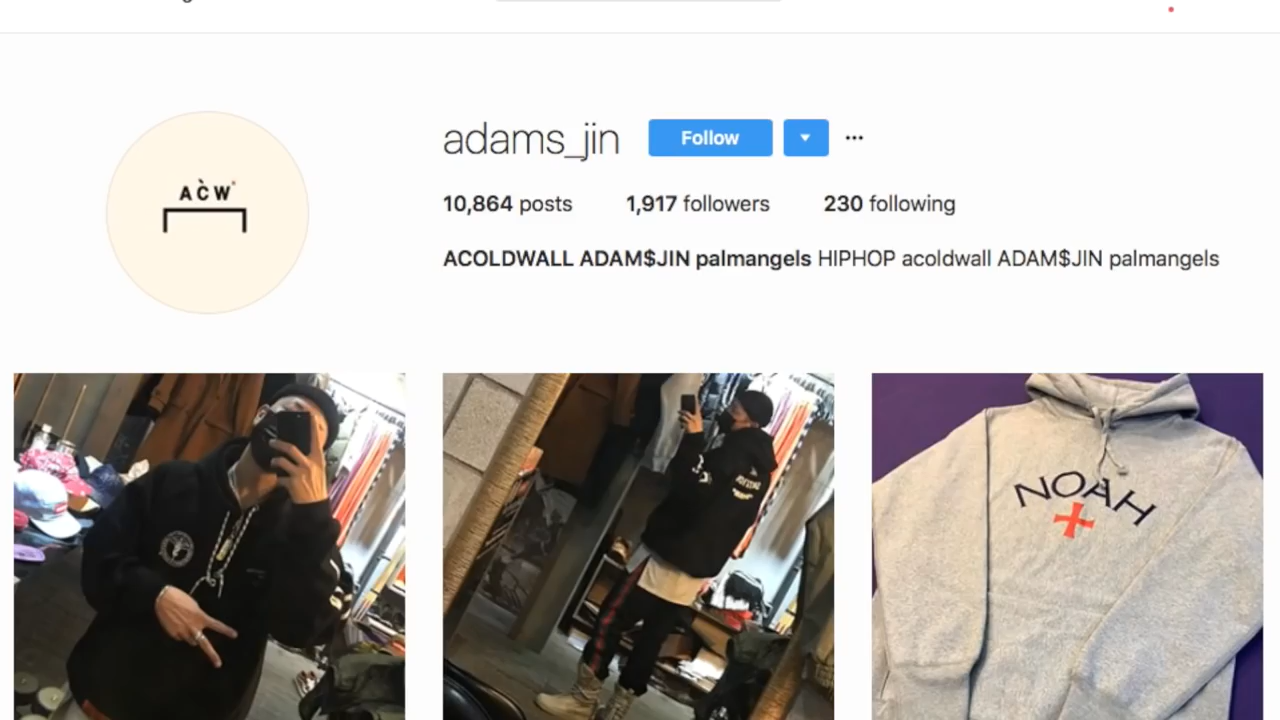 adams_jin Follow
10,864 posts 1,917 followers 230 following
ACOLDWALL ADAM$JIN palmangels HIPHOP acoldwall ADAM$JIN palmangels
AĊW*
NOAH